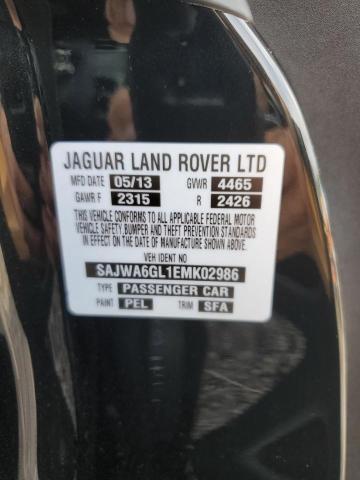 JAGUAR LAND ROVER LTD
MFD DATE 05/13 GVWR 4465
GAWR F 2315 R 2426
THIS VEHICLE CONFORMS TO ALL APPLICABLE FEDERAL MOTOR
VEHICLE SAFETY, BUMPER AND THEFT PREVENTION STANDARDS
IN EFFECT ON THE DATE OF MANUFACTURE SHOWN ABOVE.
VEH IDENT NO
SAJWA6GL1EMK02986
TYPE PASSENGER CAR
PAINT PEL TRIM SFA